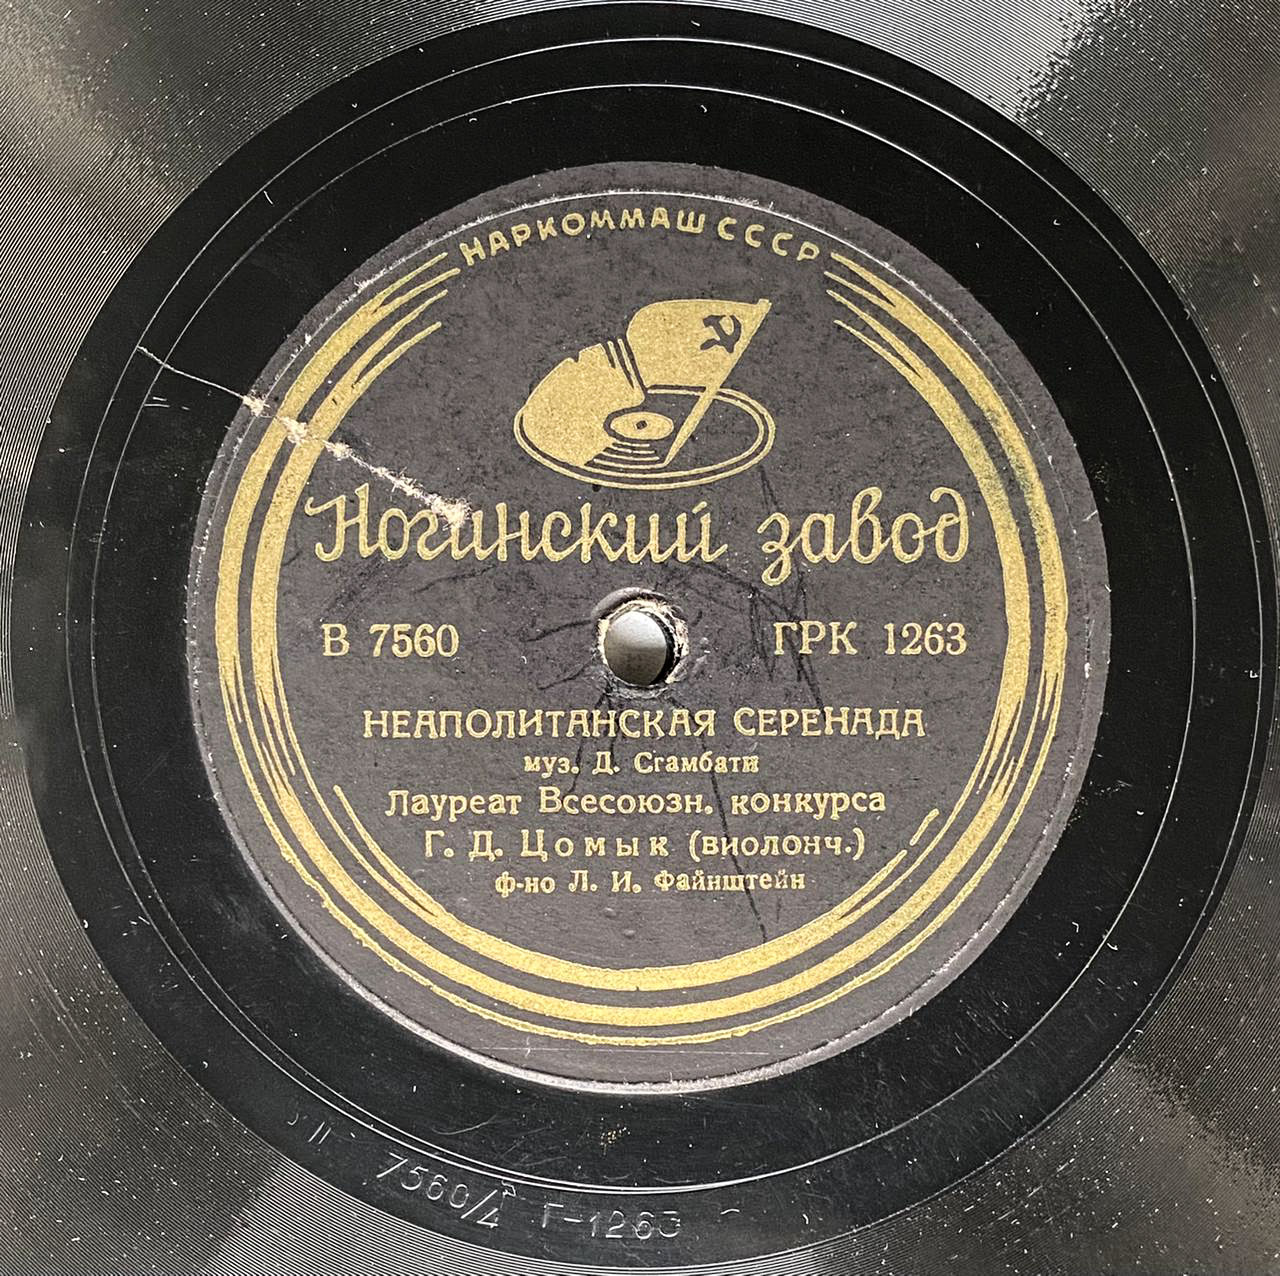 НАРКОММАШ СССР
Ногинский завод
В 7560 ГРК 1263
НЕАПОЛИТАНСКАЯ СЕРЕНАДА
муз. Д. Сгамбати
Лауреат Всесоюзн. конкурса
Г. Д. Цомык (виолонч.)
ф-но Л. И. Файнштейн
7560/4 Г-1263